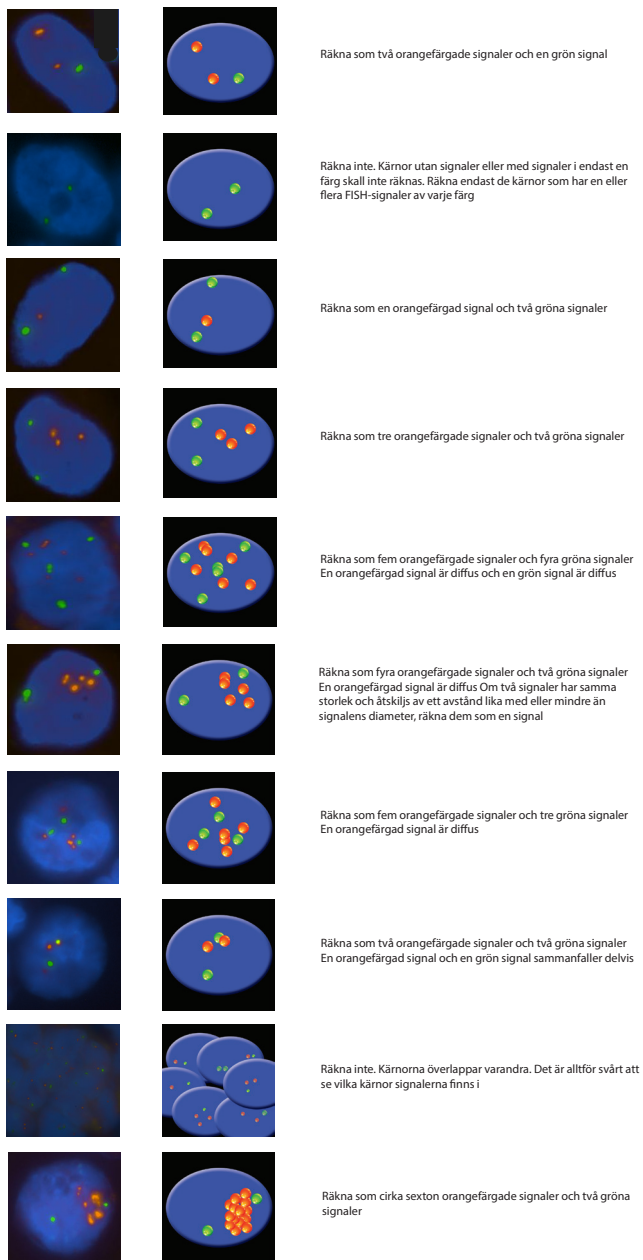 Räkna som två orangefärgade signaler och en grön signal
Räkna inte. Kärnor utan signaler eller med signaler i endast en
färg skall inte räknas. Räkna endast de kärnor som har en eller
flera FISH-signaler av varje färg
Räkna som en orangefärgad signal och två gröna signaler
Räkna som tre orangefärgade signaler och två gröna signaler
Räkna som fem orangefärgade signaler och fyra gröna signaler
En orangefärgad signal är diffus och en grön signal är diffus
Räkna som fyra orangefärgade signaler och två gröna signaler
En orangefärgad signal är diffus Om två signaler har samma
storlek och åtskiljs av ett avstånd lika med eller mindre än
signalens diameter, räkna dem som en signal
Räkna som fem orangefärgade signaler och tre gröna signaler
En orangefärgad signal är diffus
Räkna som två orangefärgade signaler och två gröna signaler
En orangefärgad signal och en grön signal sammanfaller delvis
Räkna inte. Kärnorna överlappar varandra. Det är alltför svårt att
se vilka kärnor signalerna finns i
Räkna som cirka sexton orangefärgade signaler och två gröna
signaler